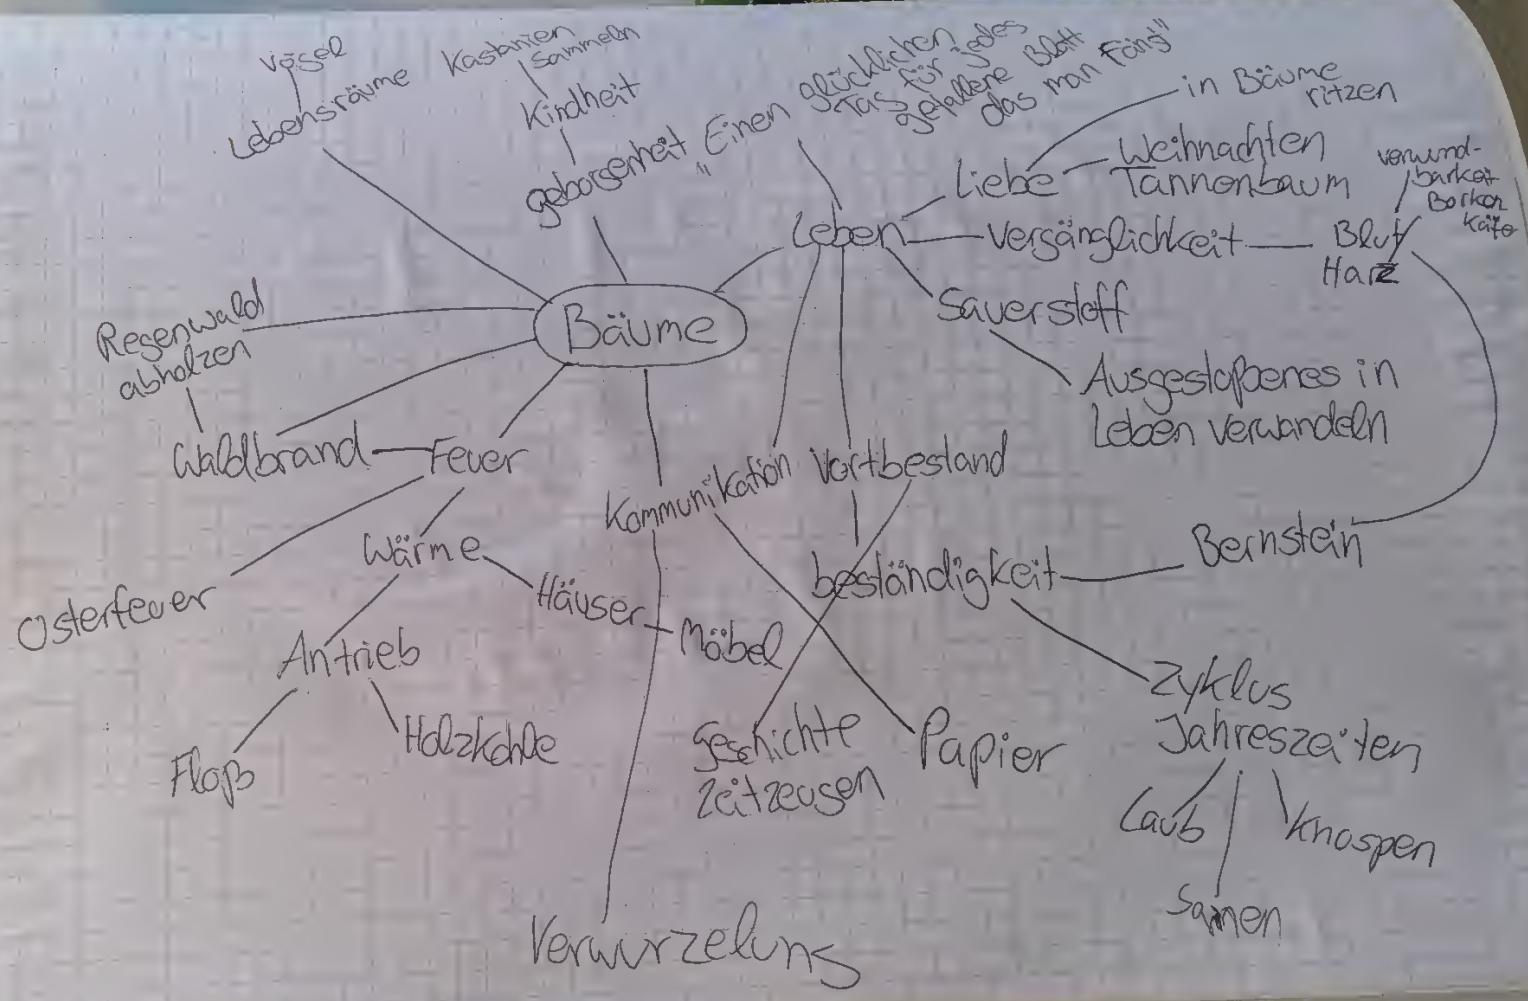 Vögel
Lebensräume
Kastanien
sammeln
Kindheit
geborgenheit
„Einen glücklichen
Tag für jedes
gefallene Blatt
das man fängt"
in Bäume
ritzen
Liebe
Weihnachten
Tannenbaum
verwund-
barkeit
Borken
Käfer
Leben
Vergänglichkeit
Blut
Harz
Sauerstoff
Bäume
Regenwald
abholzen
Ausgestoßenes in
Leben verwandeln
Waldbrand
Feuer
Kommunikation
Vortbestand
Wärme
beständigkeit
Bernstein
Osterfeuer
Häuser
Möbel
Antrieb
Zyklus
Jahreszeiten
Floß
Holzkohle
Geschichte
Zeitzeugen
Papier
Laub
Knospen
Samen
Verwurzelung